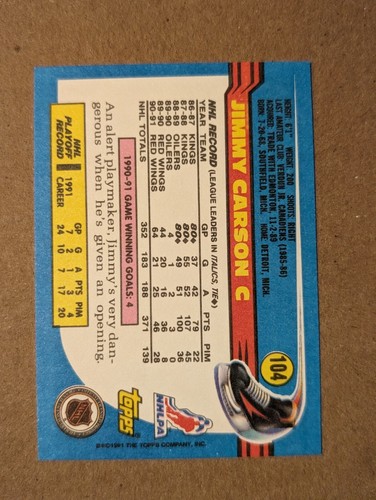 104
JIMMY CARSON C
HEIGHT: 6'1" WEIGHT: 200 SHOOTS: RIGHT
LAST AMATEUR CLUB: VERDUN JR. CANADIENS (1985-86)
ACQUIRED: TRADE WITH EDMONTON, 11-2-89
BORN: 7-20-68, SOUTHFIELD, MICH. HOME: DETROIT, MICH.
NHL RECORD (LEAGUE LEADERS IN ITALICS, TIE♦)
YEAR TEAM GP G A PTS PIM
86-87 KINGS 80♦ 37 42 79 22
87-88 KINGS 80♦ 55 52 107 45
88-89 OILERS 80♦ 49 51 100 36
89-90 OILERS 4 1 2 3 0
89-90 RED WINGS 44 20 16 36 8
90-91 RED WINGS 64 21 25 46 28
NHL TOTALS 352 183 188 371 139
1990-91 GAME WINNING GOALS: 4
An alert playmaker, Jimmy's very dan-
gerous when he's given an opening.
NHL PLAYOFF RECORD
GP G A PTS PIM
1991 7 2 1 3 4
CAREER 24 10 7 17 20
NHLPA
TOPPS
©1991 THE TOPPS COMPANY, INC.